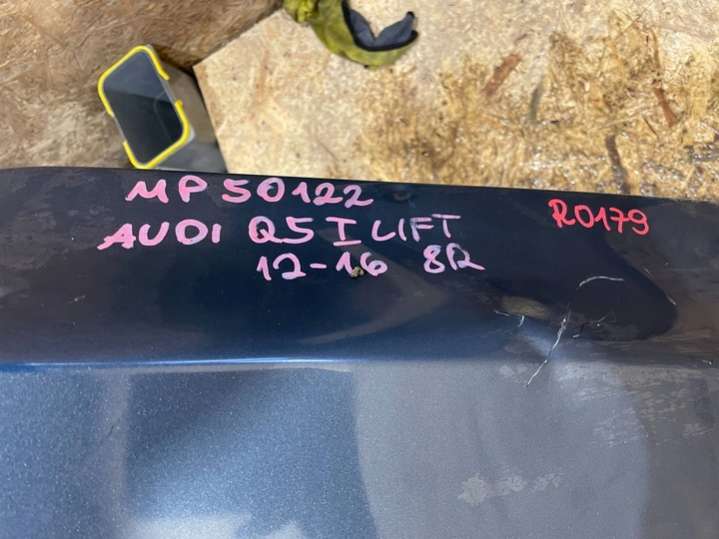 MP50122
AUDI Q5 I LIFT
12-16 8R
R0179